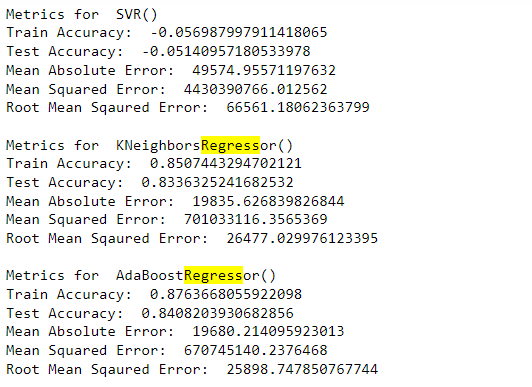 Metrics for  SVR()
Train Accuracy:  -0.056987997911418065
Test Accuracy:  -0.05140957180533978
Mean Absolute Error:  49574.95571197632
Mean Squared Error:  4430390766.012562
Root Mean Sqaured Error:  66561.18062363799
Metrics for  KNeighborsRegressor()
Train Accuracy:  0.8507443294702121
Test Accuracy:  0.8336325241682532
Mean Absolute Error:  19835.626839826844
Mean Squared Error:  701033116.3565369
Root Mean Sqaured Error:  26477.029976123395
Metrics for  AdaBoostRegressor()
Train Accuracy:  0.8763668055922098
Test Accuracy:  0.8408203930682856
Mean Absolute Error:  19680.214095923013
Mean Squared Error:  670745140.2376468
Root Mean Sqaured Error:  25898.747850767744